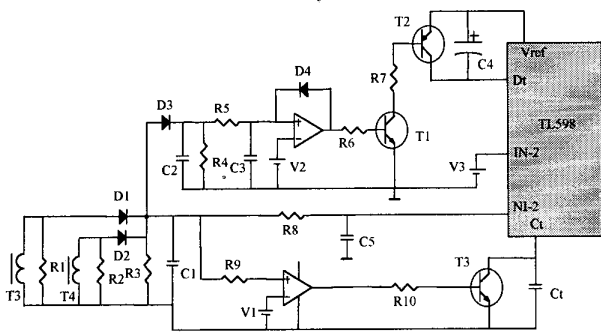 T2
Vref
C4
D4
R7
Dt
TL598
D3
R5
R6
T1
IN-2
C2
R4
C3
V2
V3
D1
NI-2
Ct
D2
R8
C5
T3
R1
T4
R2
R3
C1
R9
T3
V1
R10
Ct